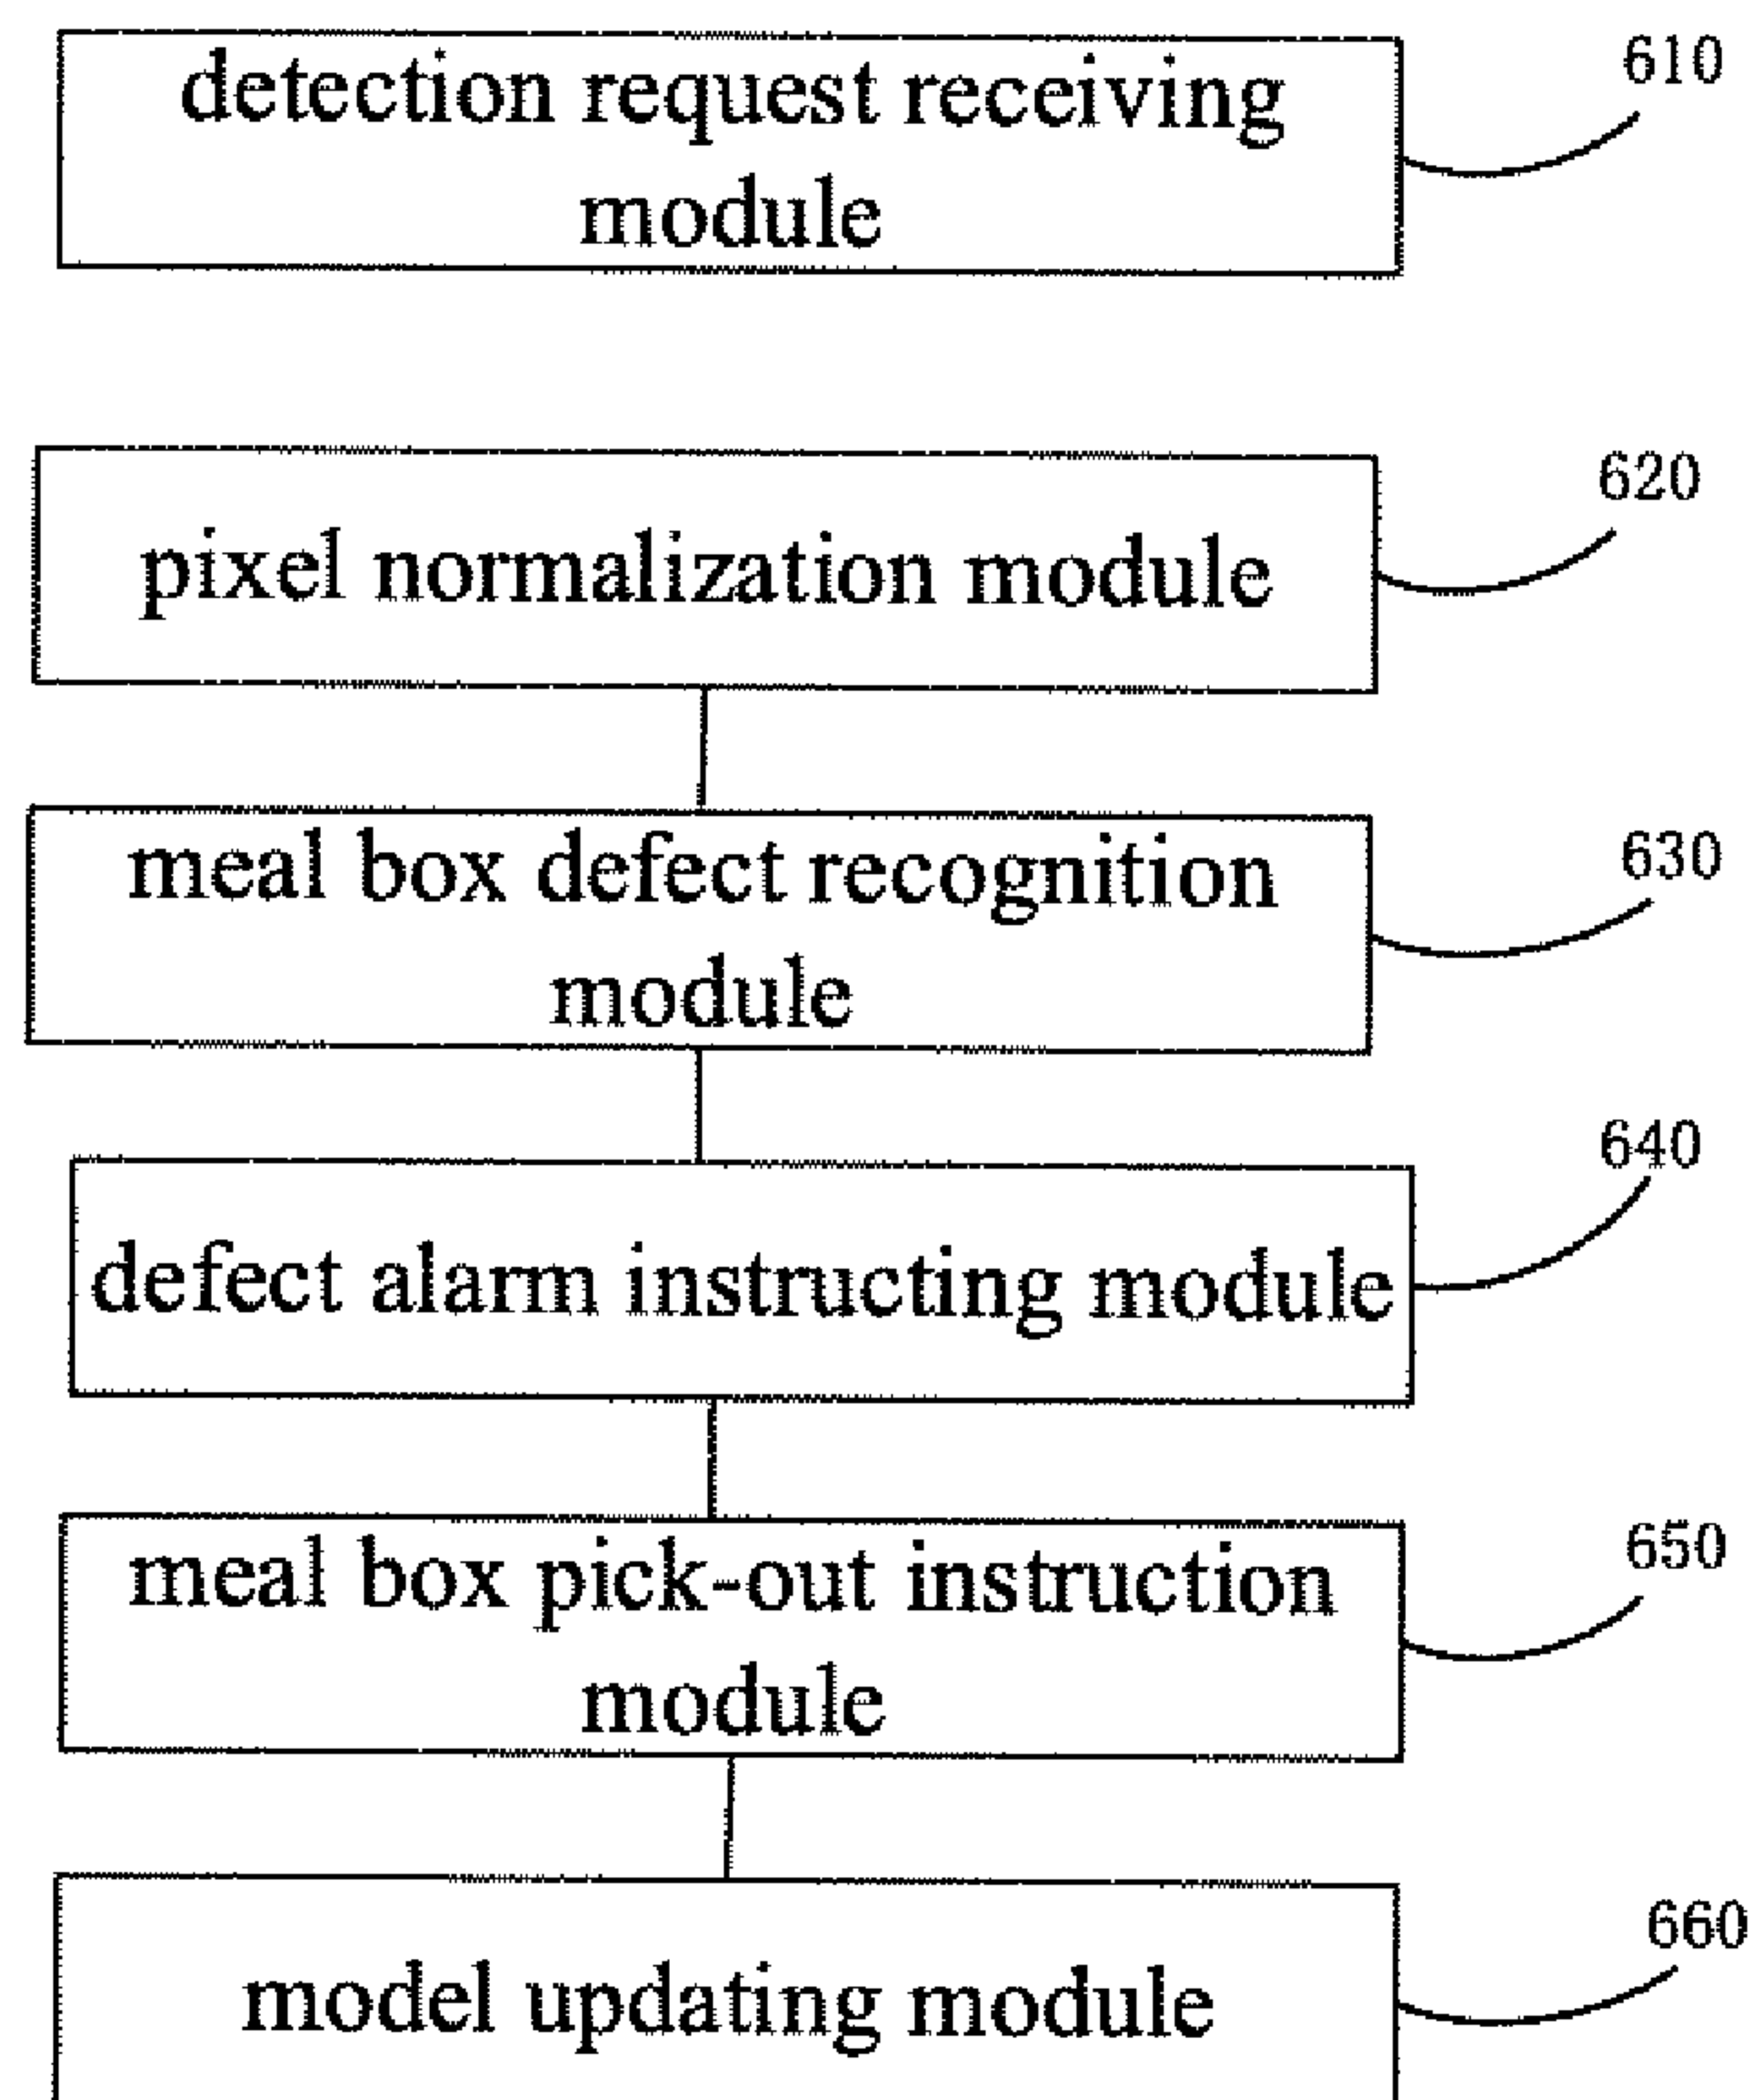 detection request receiving
module
610
pixel normalization module
620
meal box defect recognition
module
630
defect alarm instructing module
640
meal box pick-out instruction
module
650
model updating module
660